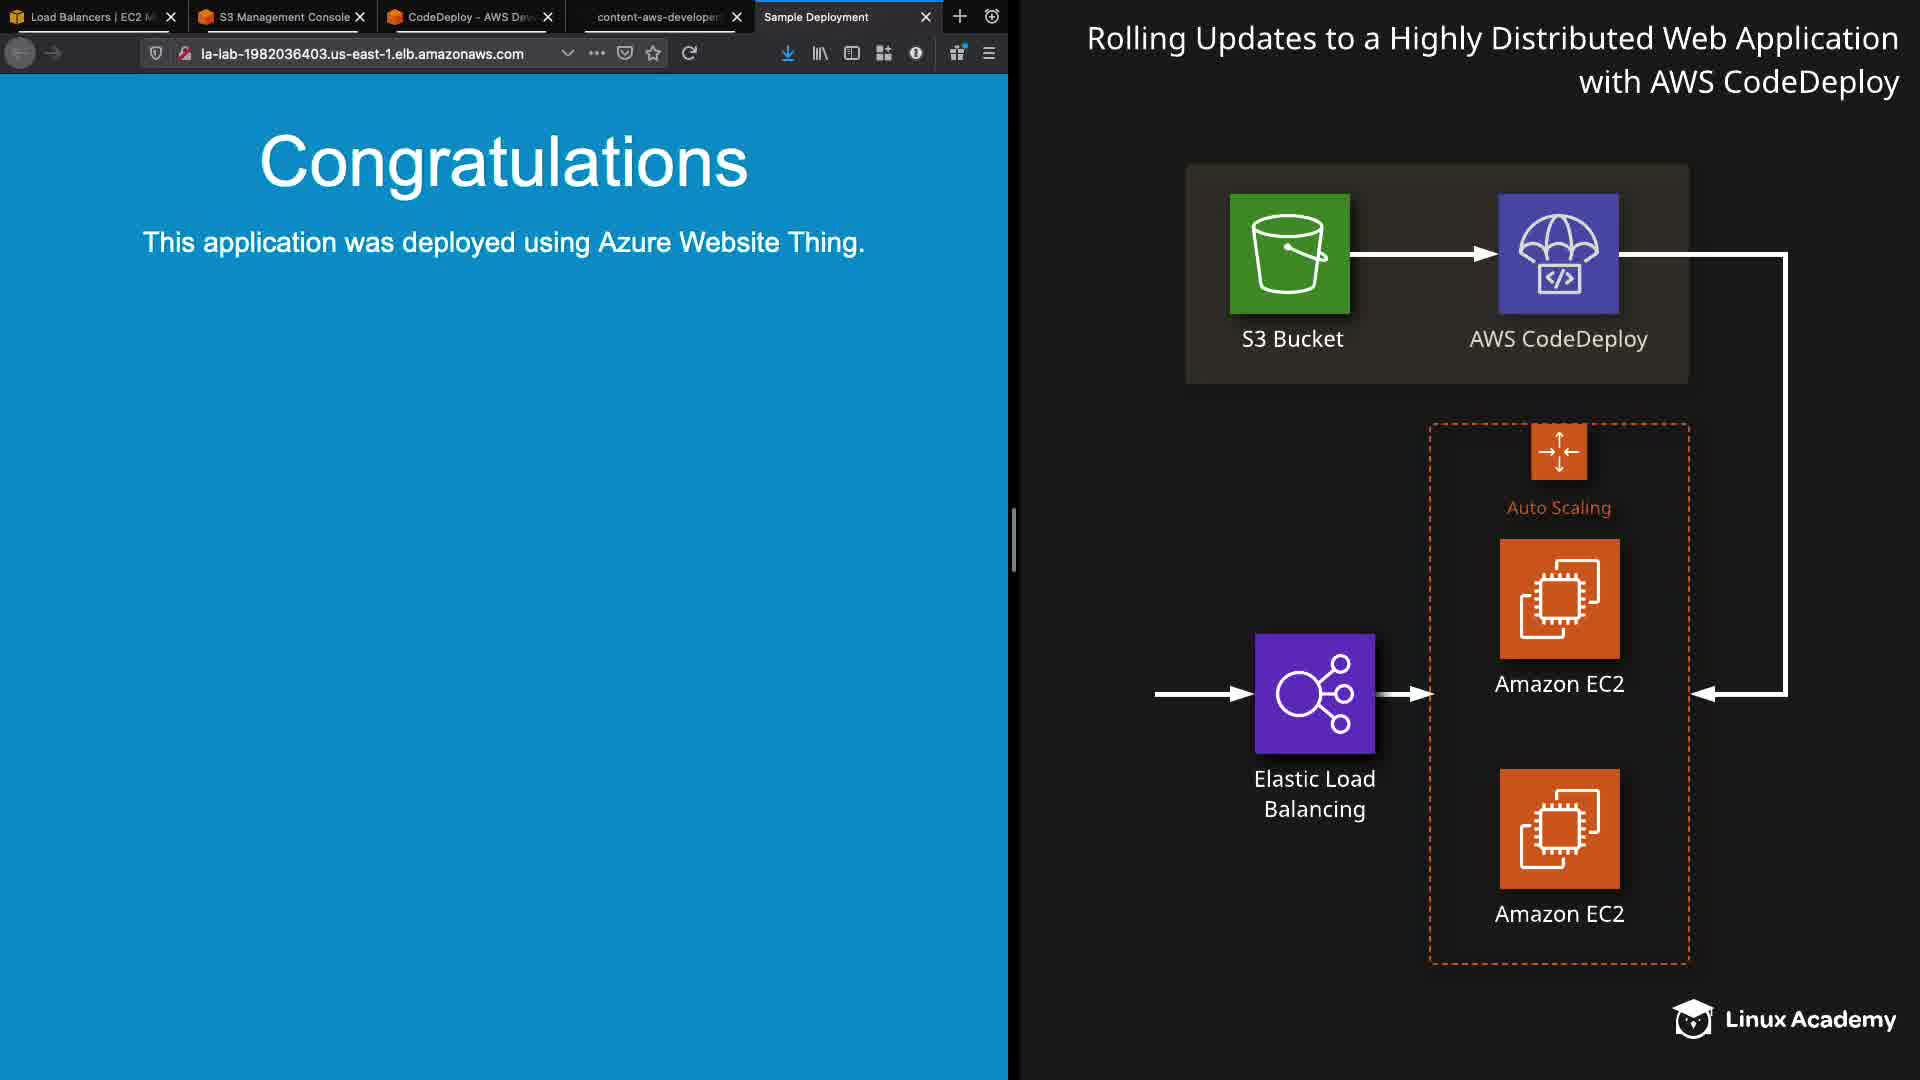 Load Balancers | EC2 M
S3 Management Console
CodeDeploy - AWS Dev
content-aws-developer
Sample Deployment
la-lab-1982036403.us-east-1.elb.amazonaws.com
Congratulations
This application was deployed using Azure Website Thing.
Rolling Updates to a Highly Distributed Web Application
with AWS CodeDeploy
S3 Bucket
AWS CodeDeploy
</>
Auto Scaling
Amazon EC2
Elastic Load
Balancing
Amazon EC2
Linux Academy